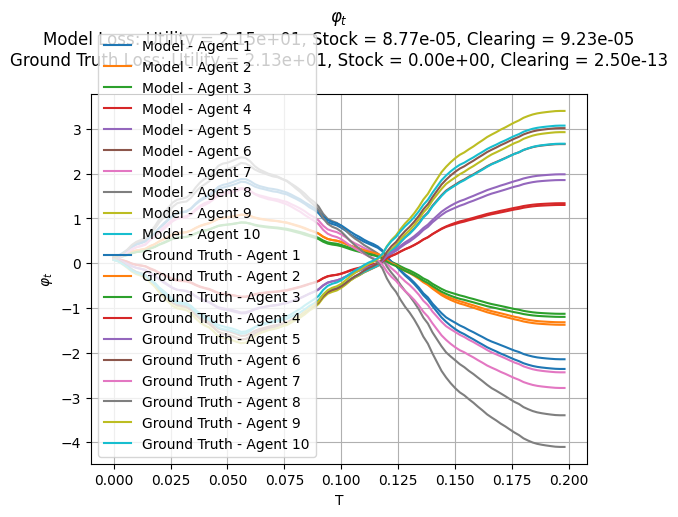 φt
Model Loss: Utility = 2.15e+01, Stock = 8.77e-05, Clearing = 9.23e-05
Ground Truth Loss: Utility = 2.13e+01, Stock = 0.00e+00, Clearing = 2.50e-13
Model - Agent 1
Model - Agent 2
Model - Agent 3
Model - Agent 4
Model - Agent 5
Model - Agent 6
Model - Agent 7
Model - Agent 8
Model - Agent 9
Model - Agent 10
Ground Truth - Agent 1
Ground Truth - Agent 2
Ground Truth - Agent 3
Ground Truth - Agent 4
Ground Truth - Agent 5
Ground Truth - Agent 6
Ground Truth - Agent 7
Ground Truth - Agent 8
Ground Truth - Agent 9
Ground Truth - Agent 10
φt
3
2
1
0
−1
−2
−3
−4
0.000 0.025 0.050 0.075 0.100 0.125 0.150 0.175 0.200
T